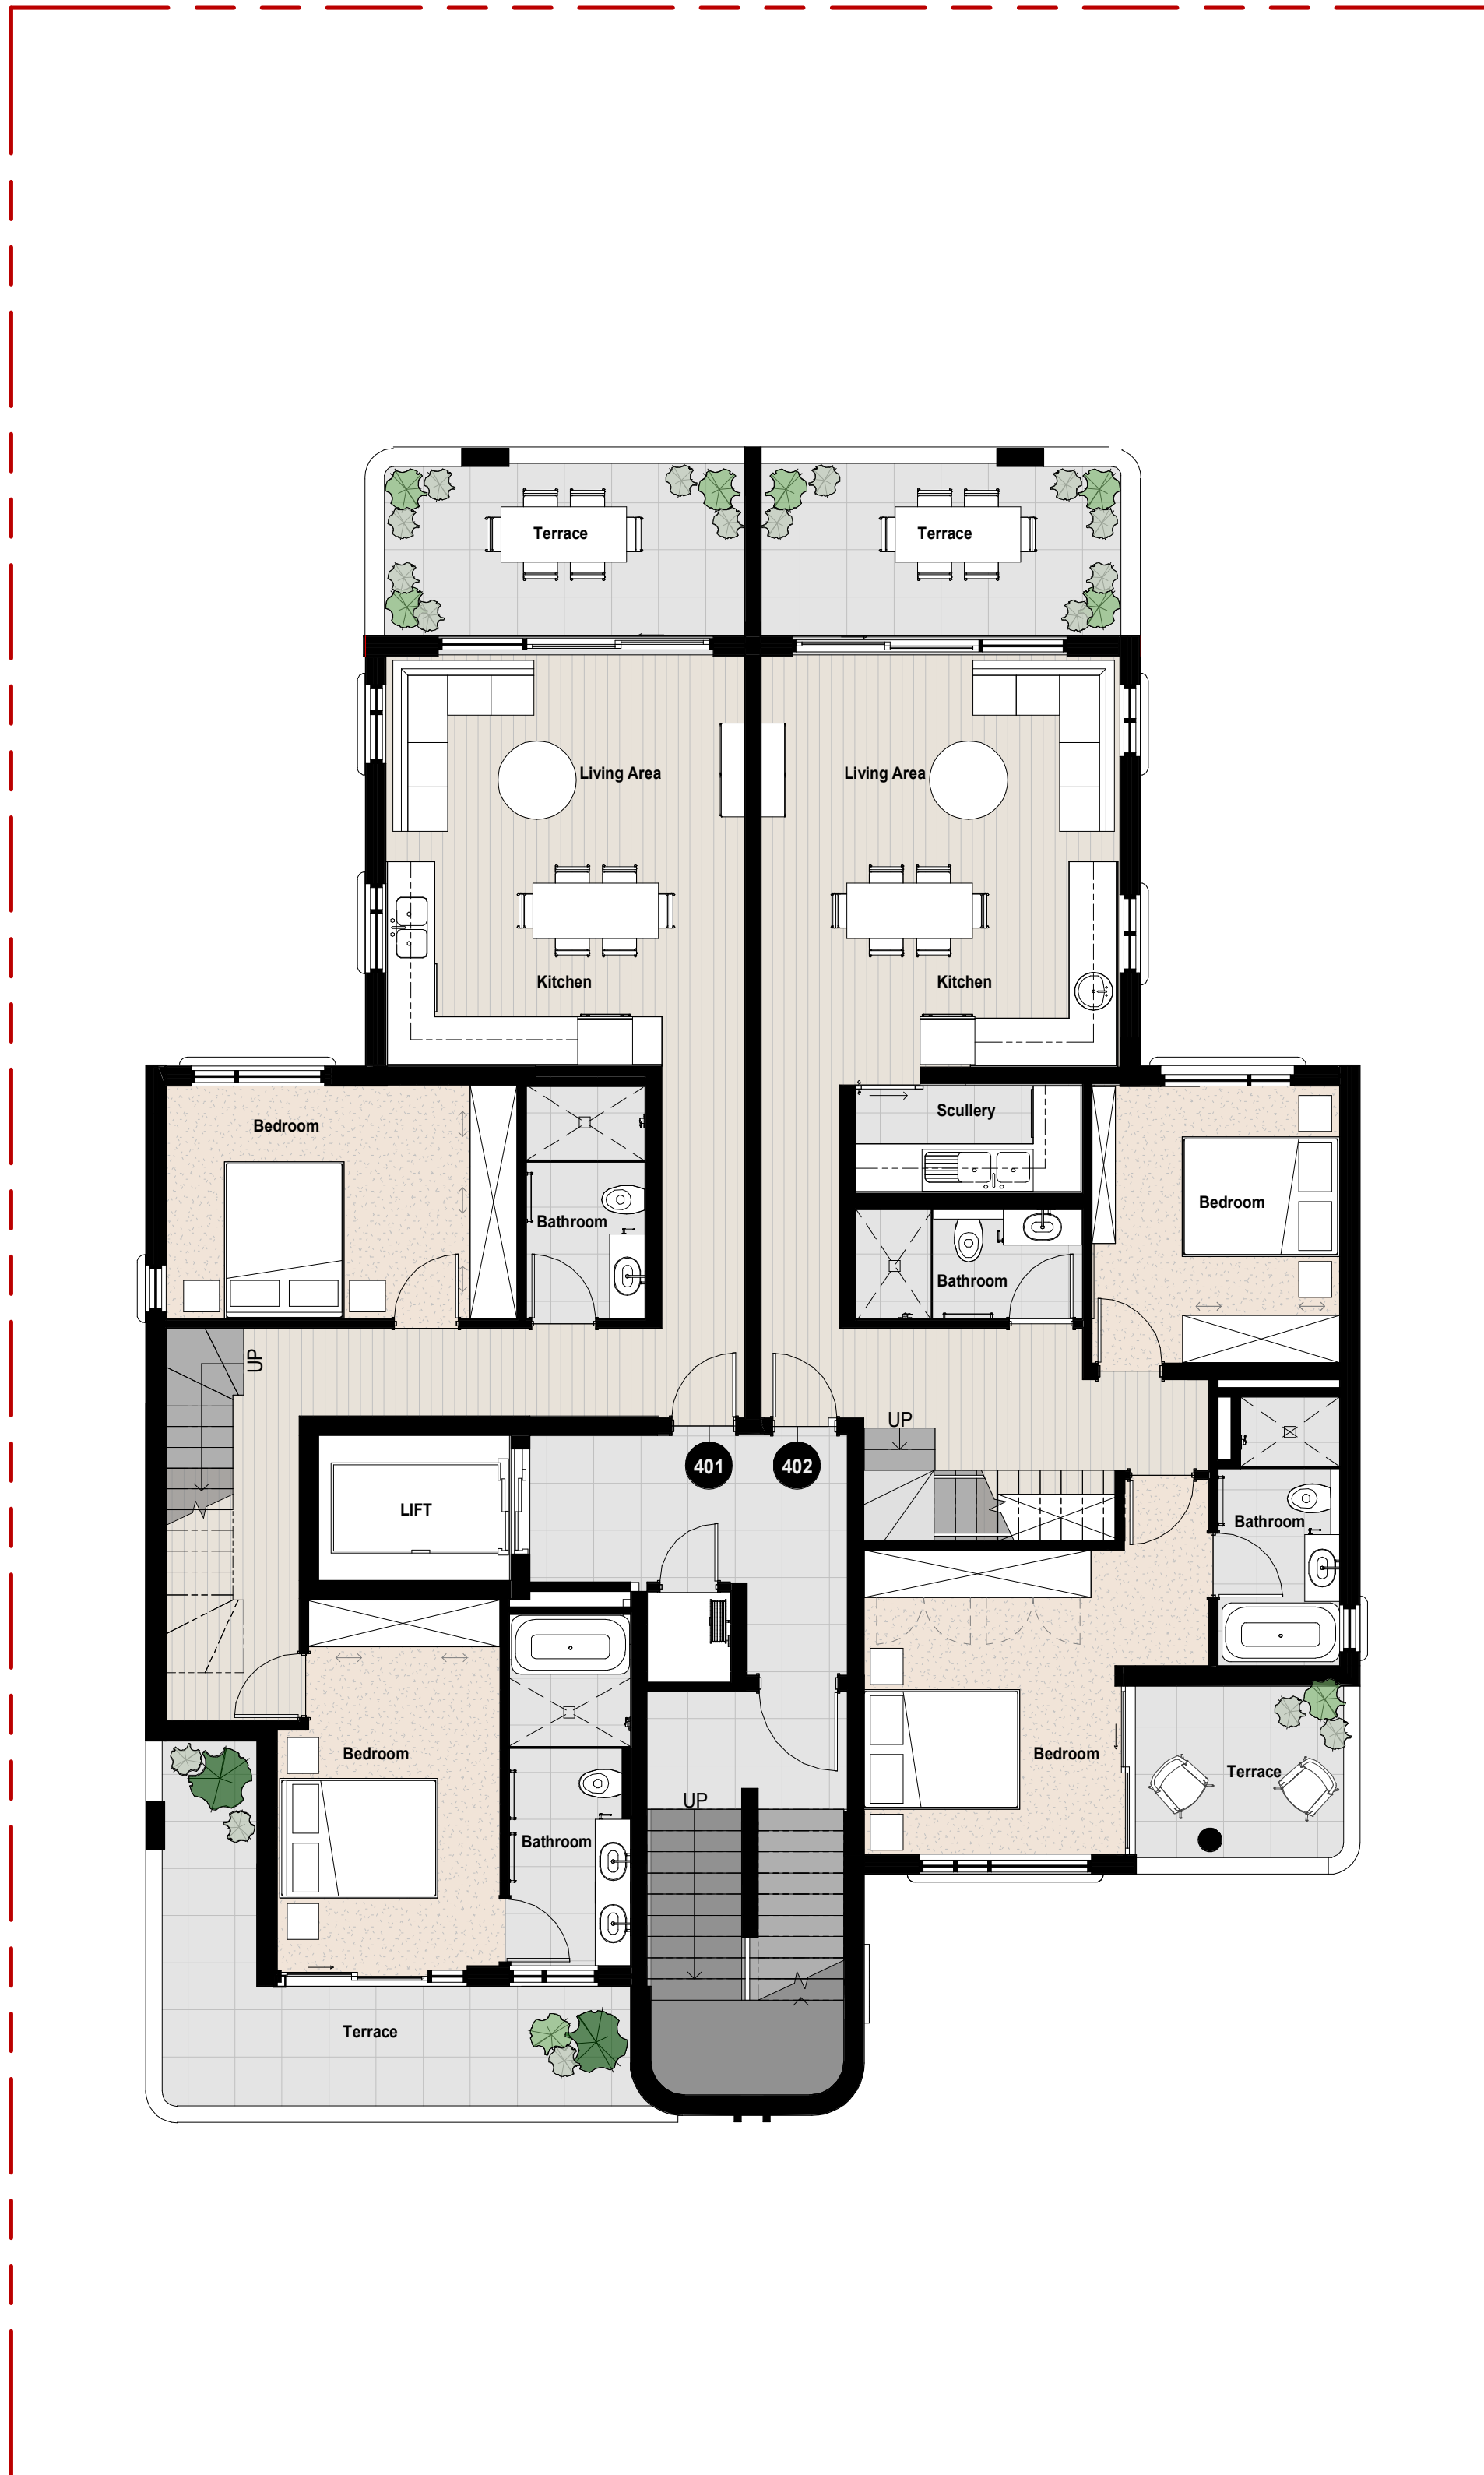 Terrace
Terrace
Living Area
Living Area
Kitchen
Kitchen
Bedroom
Scullery
Bathroom
Bedroom
Bathroom
UP
UP
401
402
LIFT
Bathroom
Bedroom
Bedroom
Terrace
UP
Bathroom
Terrace